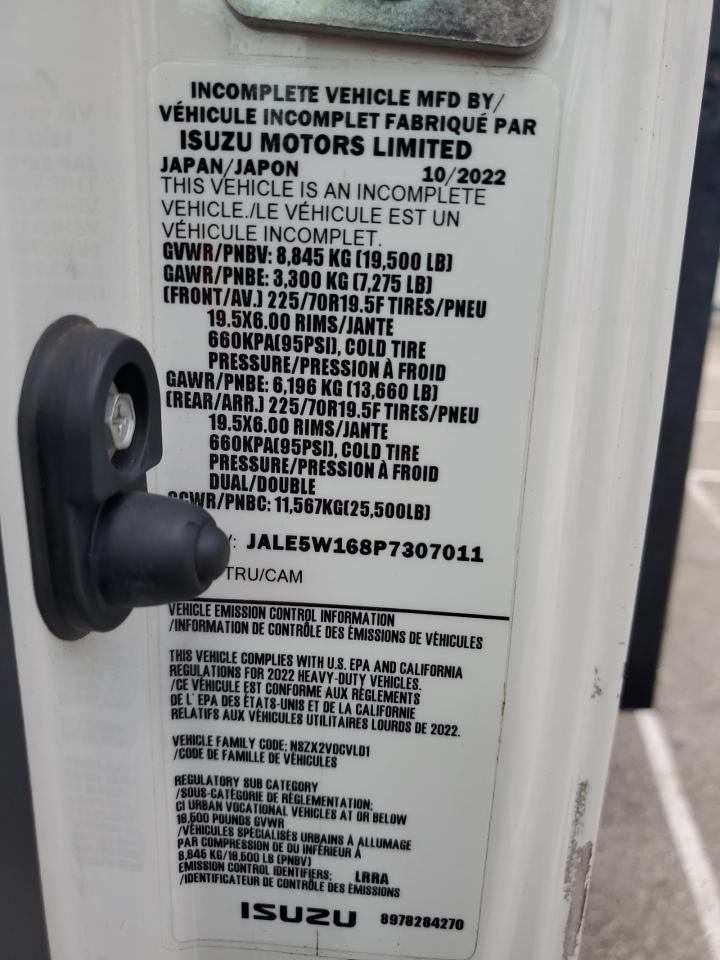 INCOMPLETE VEHICLE MFD BY/
VÉHICULE INCOMPLET FABRIQUÉ PAR
ISUZU MOTORS LIMITED
JAPAN/JAPON 10/2022
THIS VEHICLE IS AN INCOMPLETE
VEHICLE./LE VÉHICULE EST UN
VÉHICULE INCOMPLET.
GVWR/PNBV: 8,845 KG (19,500 LB)
GAWR/PNBE: 3,300 KG (7,275 LB)
(FRONT/AV.) 225/70R19.5F TIRES/PNEU
19.5X6.00 RIMS/JANTE
660KPA(95PSI), COLD TIRE
PRESSURE/PRESSION À FROID
GAWR/PNBE: 6,196 KG (13,660 LB)
(REAR/ARR.) 225/70R19.5F TIRES/PNEU
19.5X6.00 RIMS/JANTE
660KPA(95PSI), COLD TIRE
PRESSURE/PRESSION À FROID
DUAL/DOUBLE
GCWR/PNBC: 11,567KG(25,500LB)
: JALE5W168P7307011
TRU/CAM
VEHICLE EMISSION CONTROL INFORMATION
/INFORMATION DE CONTRÔLE DES ÉMISSIONS DE VÉHICULES
THIS VEHICLE COMPLIES WITH U.S. EPA AND CALIFORNIA
REGULATIONS FOR 2022 HEAVY-DUTY VEHICLES.
/CE VÉHICULE EST CONFORME AUX RÈGLEMENTS
DE L' EPA DES ÉTATS-UNIS ET DE LA CALIFORNIE
RELATIFS AUX VÉHICULES UTILITAIRES LOURDS DE 2022.
VEHICLE FAMILY CODE; NSZX2VOCVLD1
/CODE DE FAMILLE DE VÉHICULES
REGULATORY SUB CATEGORY
/SOUS-CATÉGORIE DE RÉGLEMENTATION;
CI URBAN VOCATIONAL VEHICLES AT OR BELOW
19,500 POUNDS GVWR
/VÉHICULES SPÉCIALISÉS URBAINS À ALLUMAGE
PAR COMPRESSION DE OU INFÉRIEUR À
8,845 KG/19,500 LB (PNBV)
EMISSION CONTROL IDENTIFIERS; LRRA
/IDENTIFICATEUR DE CONTRÔLE DES ÉMISSIONS
ISUZU 8978284270